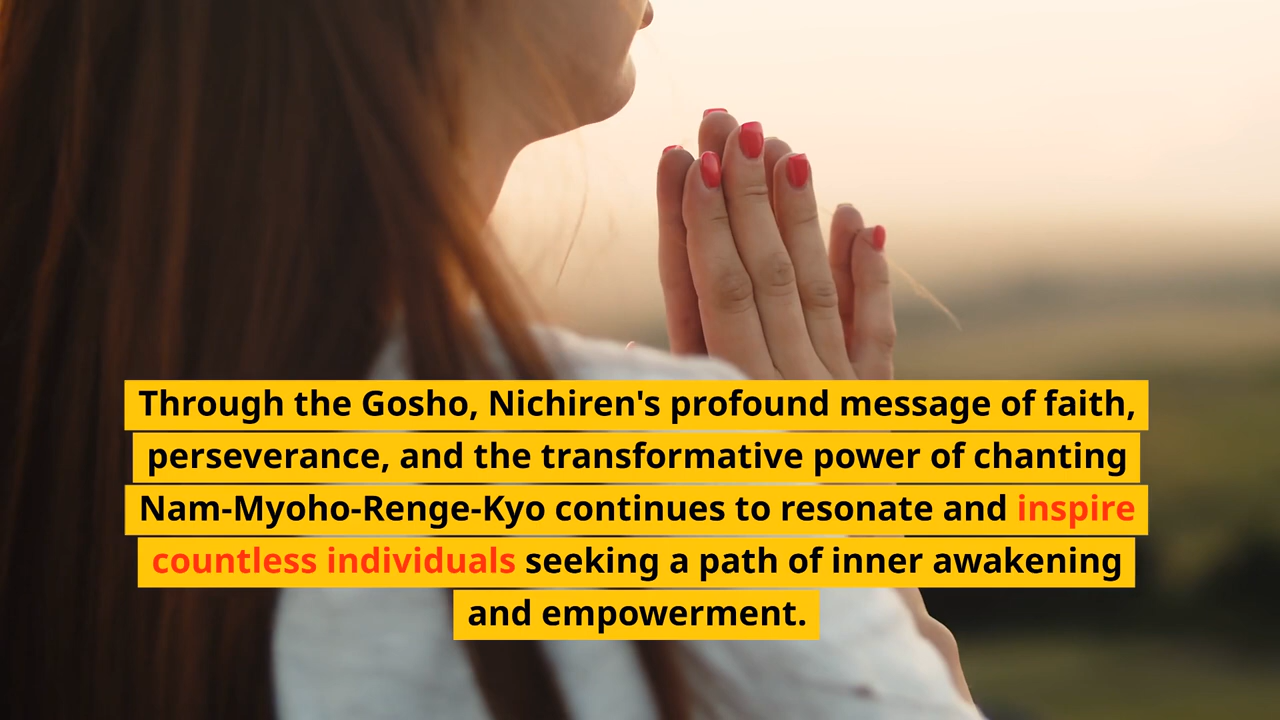 Through the Gosho, Nichiren's profound message of faith,
perseverance, and the transformative power of chanting
Nam-Myoho-Renge-Kyo continues to resonate and inspire
countless individuals seeking a path of inner awakening
and empowerment.